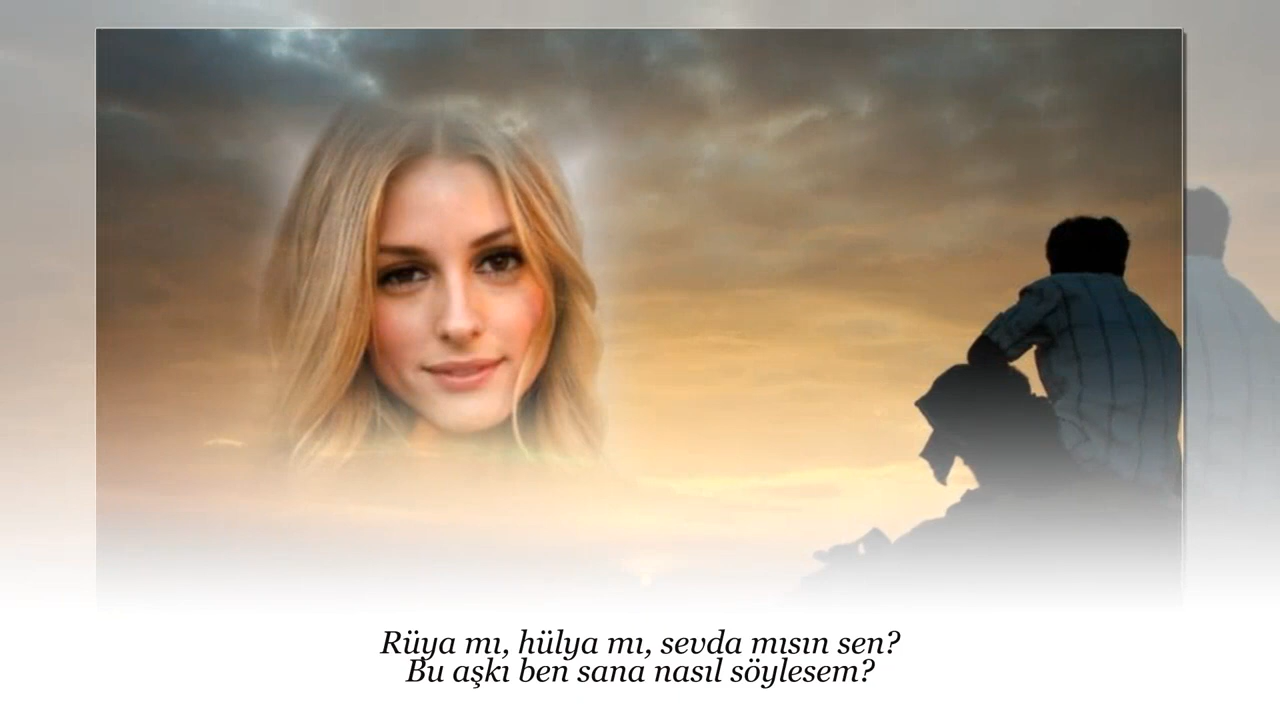 Rüya mı, hülya mı, sevda mısın sen?
Bu aşkı ben sana nasıl söylesem?